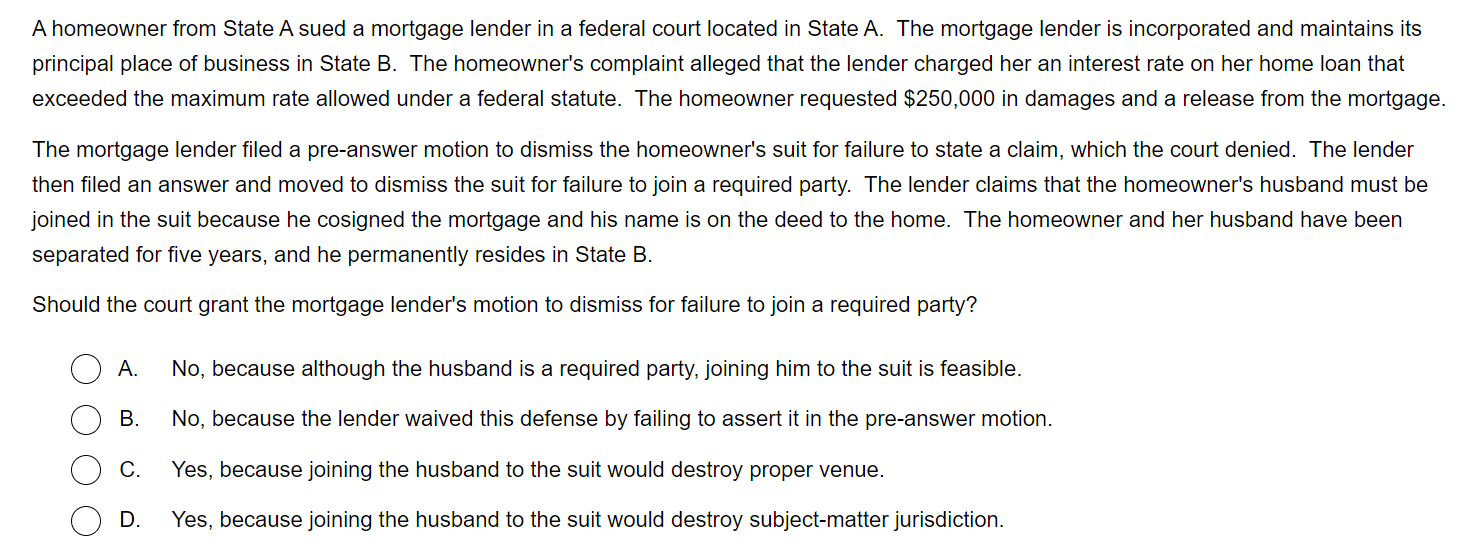 A homeowner from State A sued a mortgage lender in a federal court located in State A.  The mortgage lender is incorporated and maintains its
principal place of business in State B.  The homeowner's complaint alleged that the lender charged her an interest rate on her home loan that
exceeded the maximum rate allowed under a federal statute.  The homeowner requested $250,000 in damages and a release from the mortgage.
The mortgage lender filed a pre-answer motion to dismiss the homeowner's suit for failure to state a claim, which the court denied.  The lender
then filed an answer and moved to dismiss the suit for failure to join a required party.  The lender claims that the homeowner's husband must be
joined in the suit because he cosigned the mortgage and his name is on the deed to the home.  The homeowner and her husband have been
separated for five years, and he permanently resides in State B.
Should the court grant the mortgage lender's motion to dismiss for failure to join a required party?
A. No, because although the husband is a required party, joining him to the suit is feasible.
B. No, because the lender waived this defense by failing to assert it in the pre-answer motion.
C. Yes, because joining the husband to the suit would destroy proper venue.
D. Yes, because joining the husband to the suit would destroy subject-matter jurisdiction.